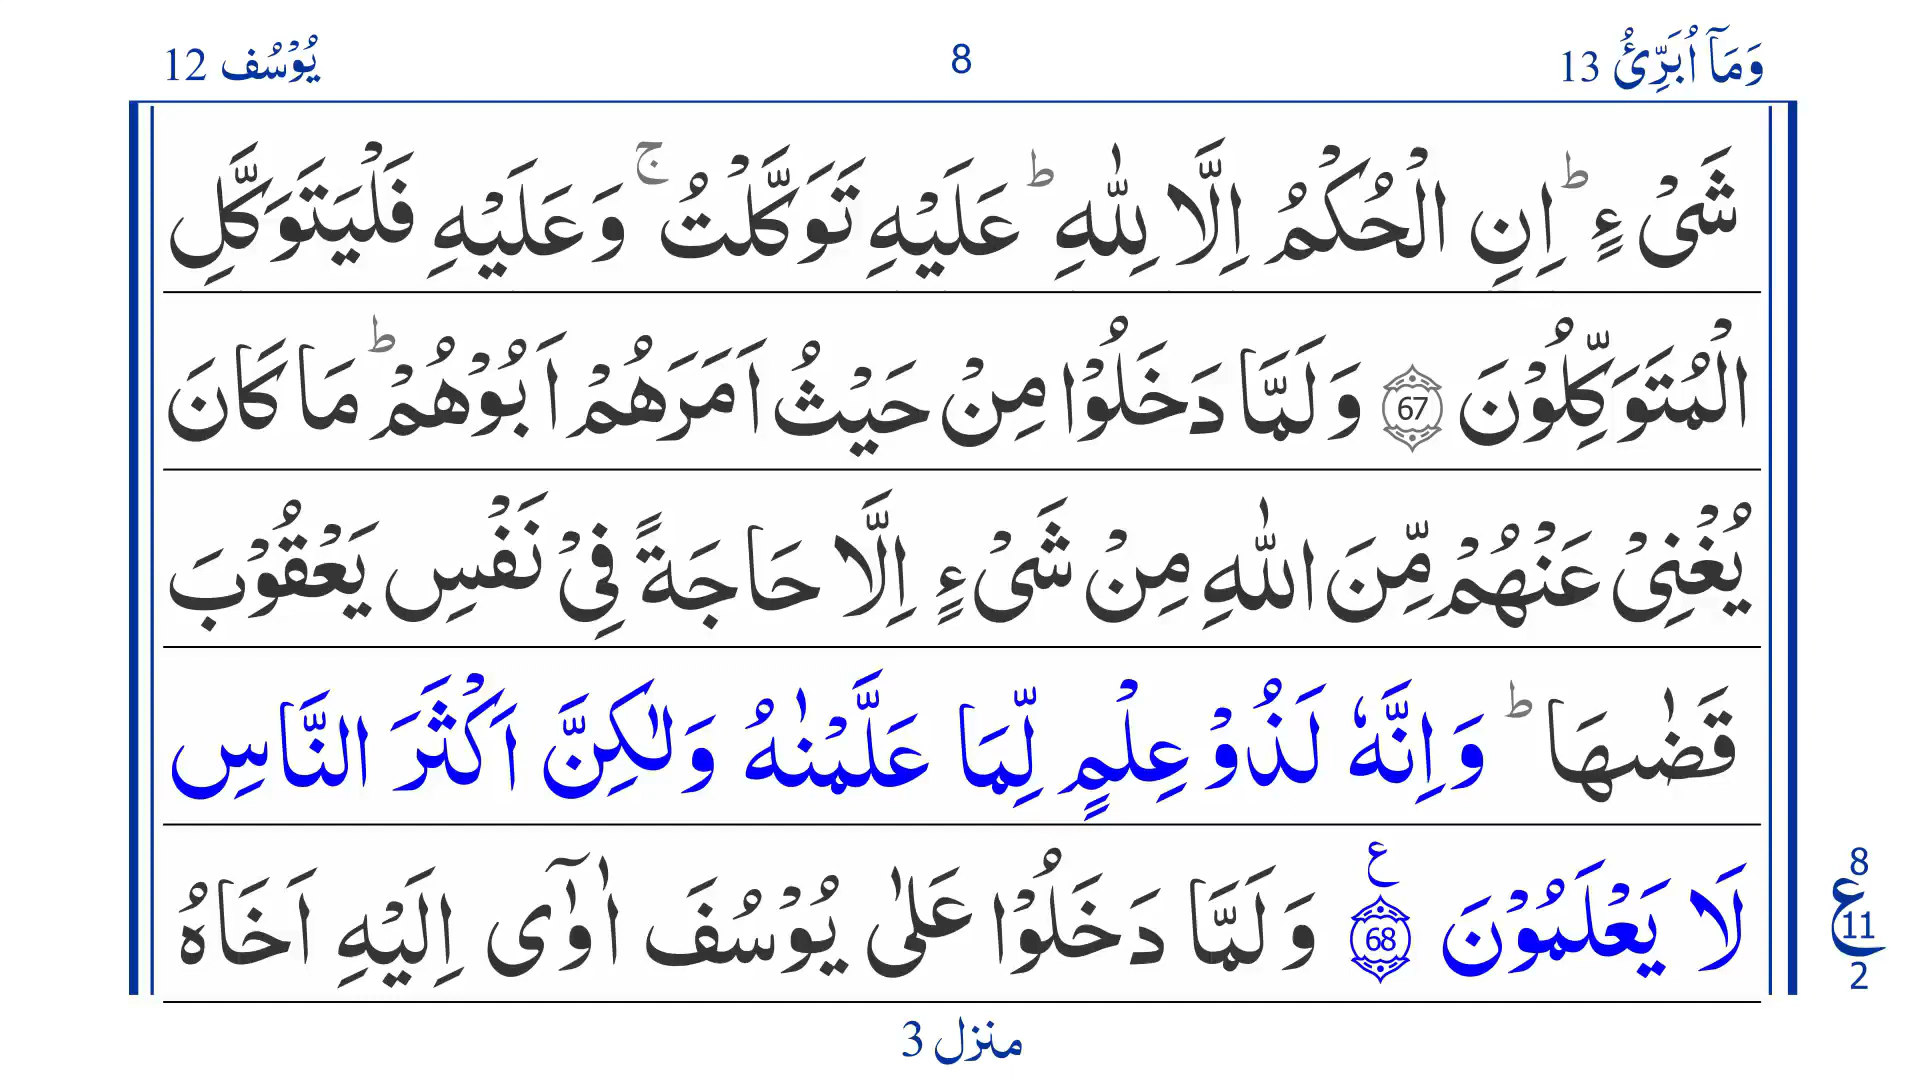 وَمَآ اُبَرِّئُ 13
8
يُوْسُف 12
شَیْءٍ ؕ اِنِ الْحُكْمُ اِلَّا لِلّٰهِ ؕ عَلَیْهِ تَوَكَّلْتُ ۚ وَعَلَیْهِ فَلْیَتَوَكَّلِ
الْمُتَوَكِّلُوْنَ 67 وَلَمَّا دَخَلُوْا مِنْ حَیْثُ اَمَرَهُمْ اَبُوْهُمْ ؕ مَا كَانَ
یُغْنِیْ عَنْهُمْ مِّنَ اللّٰهِ مِنْ شَیْءٍ اِلَّا حَاجَةً فِیْ نَفْسِ یَعْقُوْبَ
قَضٰىهَا ؕ وَاِنَّهٗ لَذُوْ عِلْمٍ لِّمَا عَلَّمْنٰهُ وَلٰكِنَّ اَكْثَرَ النَّاسِ
لَا یَعْلَمُوْنَ 68 ع وَلَمَّا دَخَلُوْا عَلٰى یُوْسُفَ اٰوٰۤى اِلَیْهِ اَخَاهُ
8
ع 11
2
منزل 3